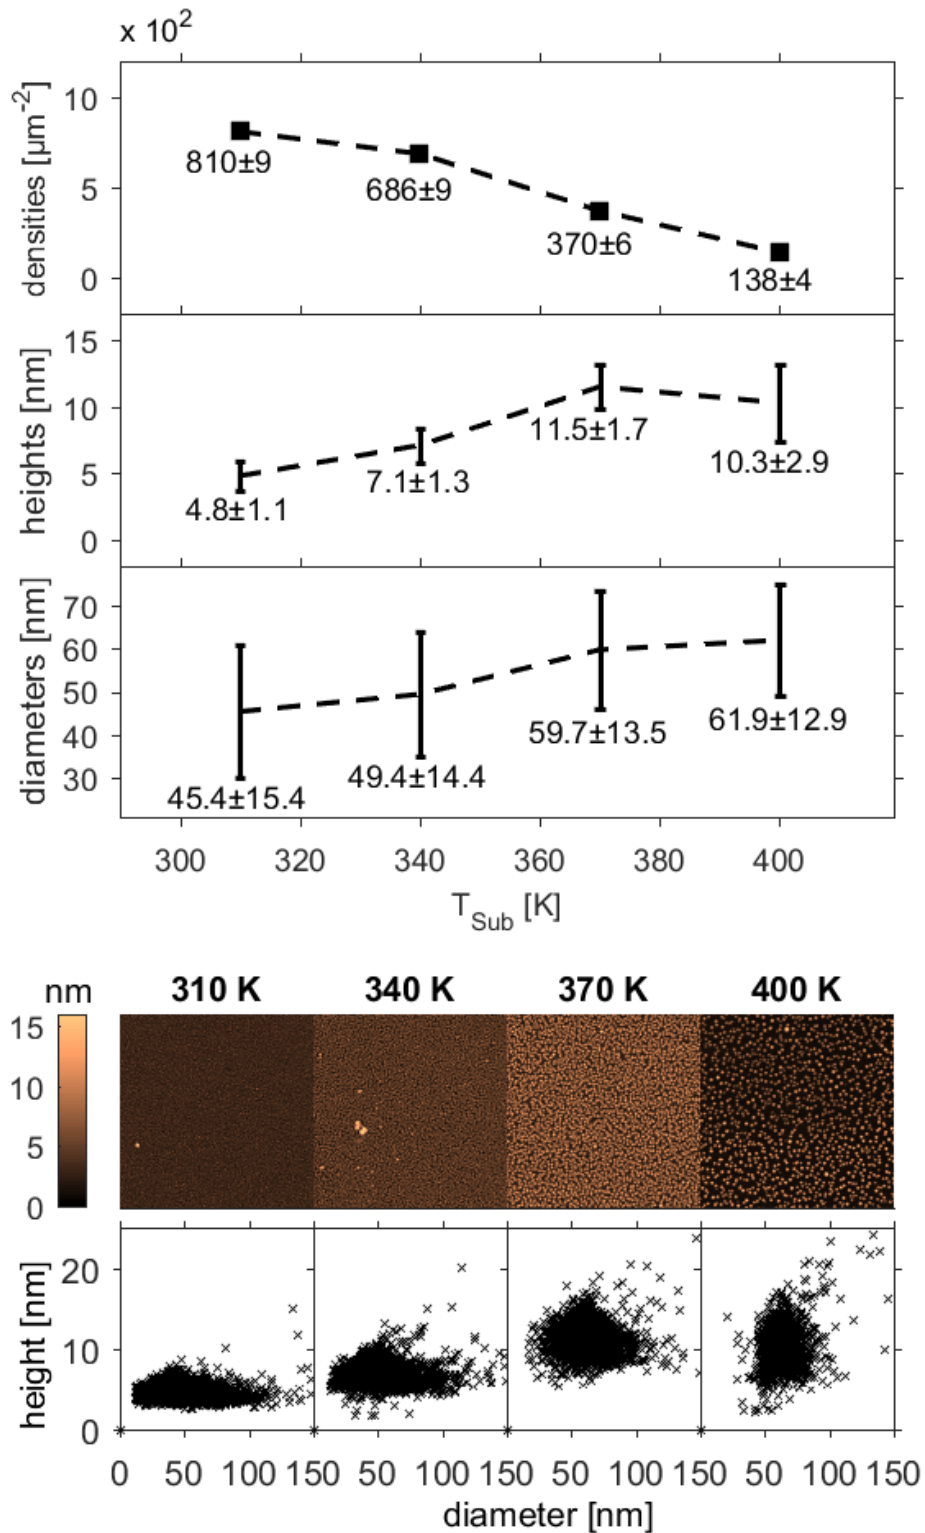 x 10²
densities [µm⁻²]
10
5
0
810±9
686±9
370±6
138±4
heights [nm]
15
10
5
0
4.8±1.1
7.1±1.3
11.5±1.7
10.3±2.9
diameters [nm]
70
60
50
40
30
45.4±15.4
49.4±14.4
59.7±13.5
61.9±12.9
300 320 340 360 380 400
T_Sub [K]
nm
310 K 340 K 370 K 400 K
15
10
5
0
height [nm]
20
10
0
0 50 100 150 50 100 150 50 100 150 50 100 150
diameter [nm]